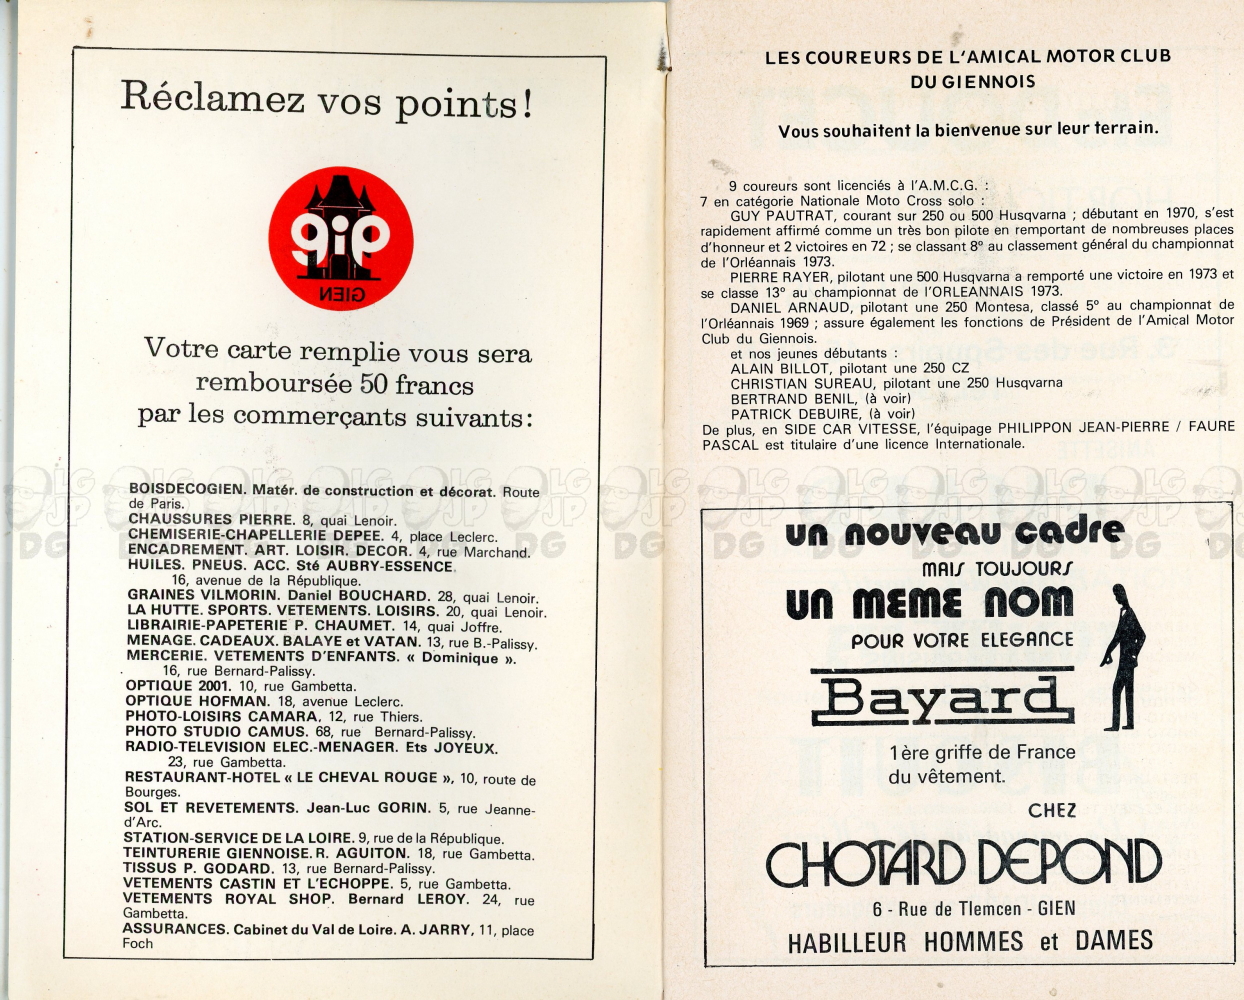 Réclamez vos points!
gip
GIEN
Votre carte remplie vous sera
remboursée 50 francs
par les commerçants suivants:
BOISDECOGIEN. Matér. de construction et décorat. Route
de Paris.
CHAUSSURES PIERRE. 8, quai Lenoir.
CHEMISERIE-CHAPELLERIE DEPEE. 4, place Leclerc.
ENCADREMENT. ART. LOISIR. DECOR. 4, rue Marchand.
HUILES. PNEUS. ACC. Sté AUBRY-ESSENCE.
16, avenue de la République.
GRAINES VILMORIN. Daniel BOUCHARD. 28, quai Lenoir.
LA HUTTE. SPORTS. VETEMENTS. LOISIRS. 20, quai Lenoir.
LIBRAIRIE-PAPETERIE P. CHAUMET. 14, quai Joffre.
MENAGE. CADEAUX. BALAYE et VATAN. 13, rue B.-Palissy.
MERCERIE. VETEMENTS D'ENFANTS. « Dominique ».
16, rue Bernard-Palissy.
OPTIQUE 2001. 10, rue Gambetta.
OPTIQUE HOFMAN. 18, avenue Leclerc.
PHOTO-LOISIRS CAMARA, 12, rue Thiers.
PHOTO STUDIO CAMUS. 68, rue Bernard-Palissy.
RADIO-TELEVISION ELEC.-MENAGER. Ets JOYEUX.
23, rue Gambetta.
RESTAURANT-HOTEL « LE CHEVAL ROUGE », 10, route de
Bourges.
SOL ET REVETEMENTS. Jean-Luc GORIN. 5, rue Jeanne-
d'Arc.
STATION-SERVICE DE LA LOIRE. 9, rue de la République.
TEINTURERIE GIENNOISE. R. AGUITON. 18, rue Gambetta.
TISSUS P. GODARD. 13, rue Bernard-Palissy.
VETEMENTS CASTIN ET L'ECHOPPE. 5, rue Gambetta.
VETEMENTS ROYAL SHOP. Bernard LEROY. 24, rue
Gambetta.
ASSURANCES. Cabinet du Val de Loire. A. JARRY, 11, place
Foch
LES COUREURS DE L'AMICAL MOTOR CLUB
DU GIENNOIS
Vous souhaitent la bienvenue sur leur terrain.
9 coureurs sont licenciés à l'A.M.C.G. :
7 en catégorie Nationale Moto Cross solo :
GUY PAUTRAT, courant sur 250 ou 500 Husqvarna ; débutant en 1970, s'est
rapidement affirmé comme un très bon pilote en remportant de nombreuses places
d'honneur et 2 victoires en 72 ; se classant 8° au classement général du championnat
de l'Orléannais 1973.
PIERRE RAYER, pilotant une 500 Husqvarna a remporté une victoire en 1973 et
se classe 13° au championnat de l'ORLEANNAIS 1973.
DANIEL ARNAUD, pilotant une 250 Montesa, classé 5° au championnat de
l'Orléannais 1969 ; assure également les fonctions de Président de l'Amical Motor
Club du Giennois.
et nos jeunes débutants :
ALAIN BILLOT, pilotant une 250 CZ
CHRISTIAN SUREAU, pilotant une 250 Husqvarna
BERTRAND BENIL, (à voir)
PATRICK DEBUIRE, (à voir)
De plus, en SIDE CAR VITESSE, l'équipage PHILIPPON JEAN-PIERRE / FAURE
PASCAL est titulaire d'une licence Internationale.
un nouveau cadre
MAIS TOUJOURS
UN MEME NOM
POUR VOTRE ELEGANCE
Bayard
1ère griffe de France
du vêtement.
CHEZ
CHOTARD DEPOND
6 - Rue de Tlemcen - GIEN
HABILLEUR HOMMES et DAMES